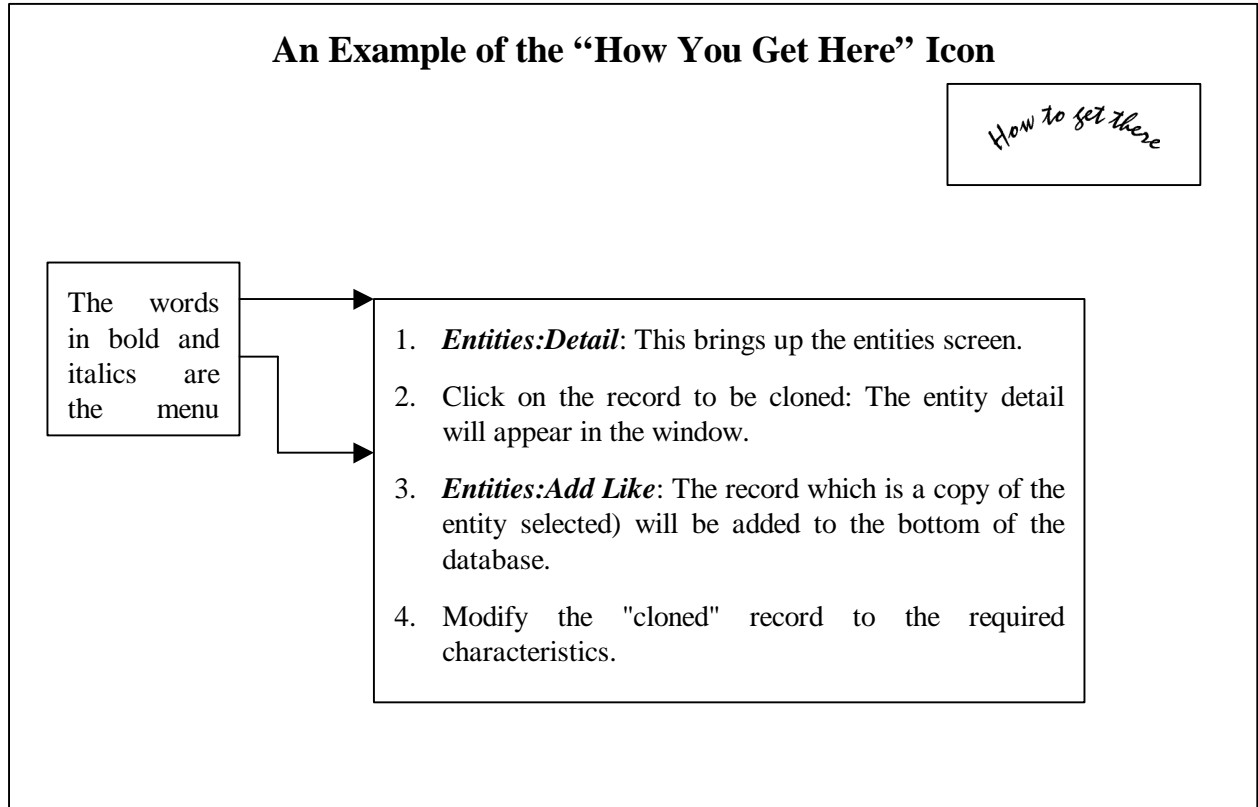 An Example of the “How You Get Here” Icon
How to get there
The words
in bold and
italics are
the menu
1. Entities:Detail: This brings up the entities screen.
2. Click on the record to be cloned: The entity detail
will appear in the window.
3. Entities:Add Like: The record which is a copy of the
entity selected) will be added to the bottom of the
database.
4. Modify the "cloned" record to the required
characteristics.